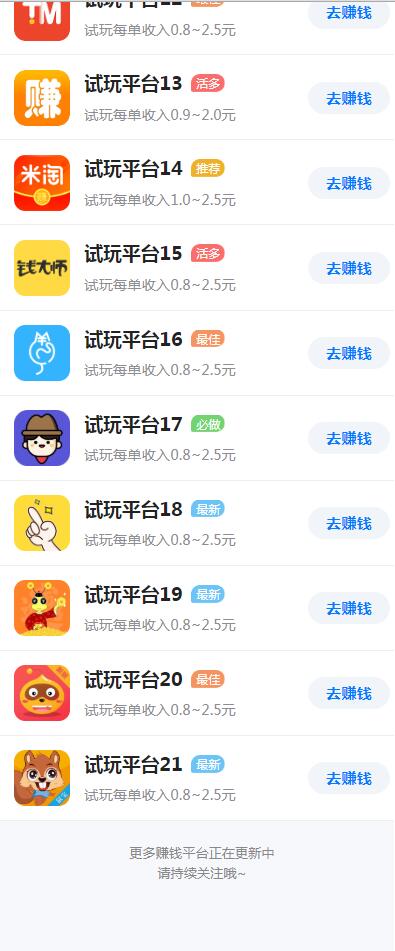 TM
试玩平台12 最佳
试玩每单收入0.8~2.5元
去赚钱
赚
试玩平台13 活多
试玩每单收入0.9~2.0元
去赚钱
米淘
试玩平台14 推荐
试玩每单收入1.0~2.5元
去赚钱
钱大师
试玩平台15 活多
试玩每单收入0.8~2.5元
去赚钱
试玩平台16 最佳
试玩每单收入0.8~2.5元
去赚钱
试玩平台17 必做
试玩每单收入0.8~2.5元
去赚钱
试玩平台18 最新
试玩每单收入0.8~2.5元
去赚钱
试玩平台19 最新
试玩每单收入0.8~2.5元
去赚钱
试玩平台20 最佳
试玩每单收入0.8~2.5元
去赚钱
试玩平台21 最新
试玩每单收入0.8~2.5元
去赚钱
更多赚钱平台正在更新中
请持续关注哦~